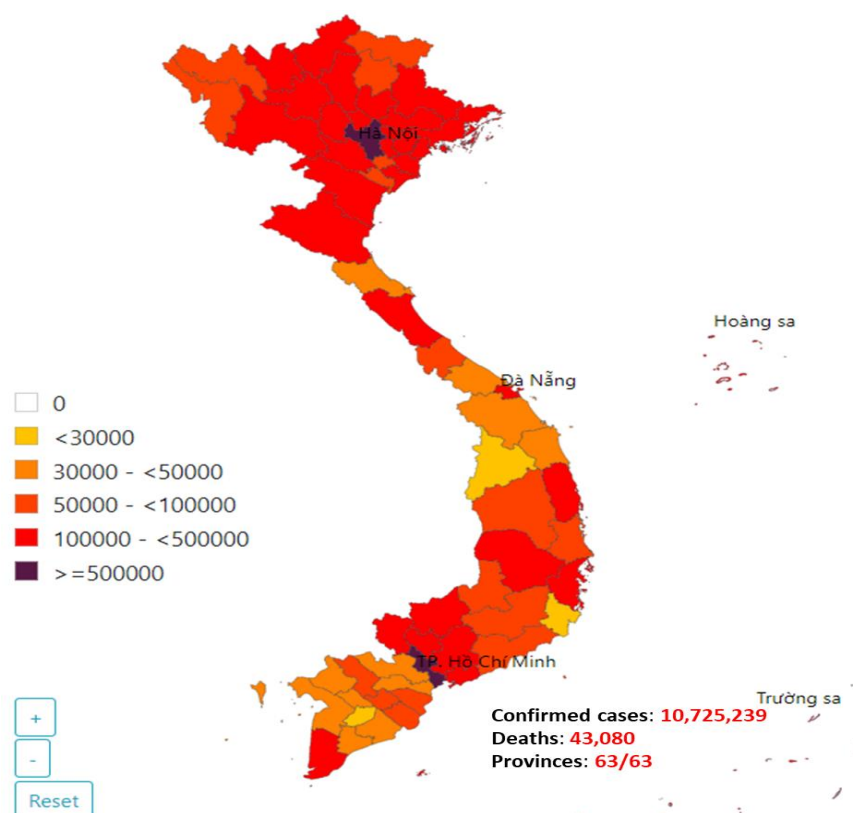 Hà Nội
Hoàng sa
Đà Nẵng
0
<30000
30000 - <50000
50000 - <100000
100000 - <500000
>=500000
TP. Hồ Chí Minh
Trường sa
Confirmed cases: 10,725,239
Deaths: 43,080
Provinces: 63/63
+
-
Reset